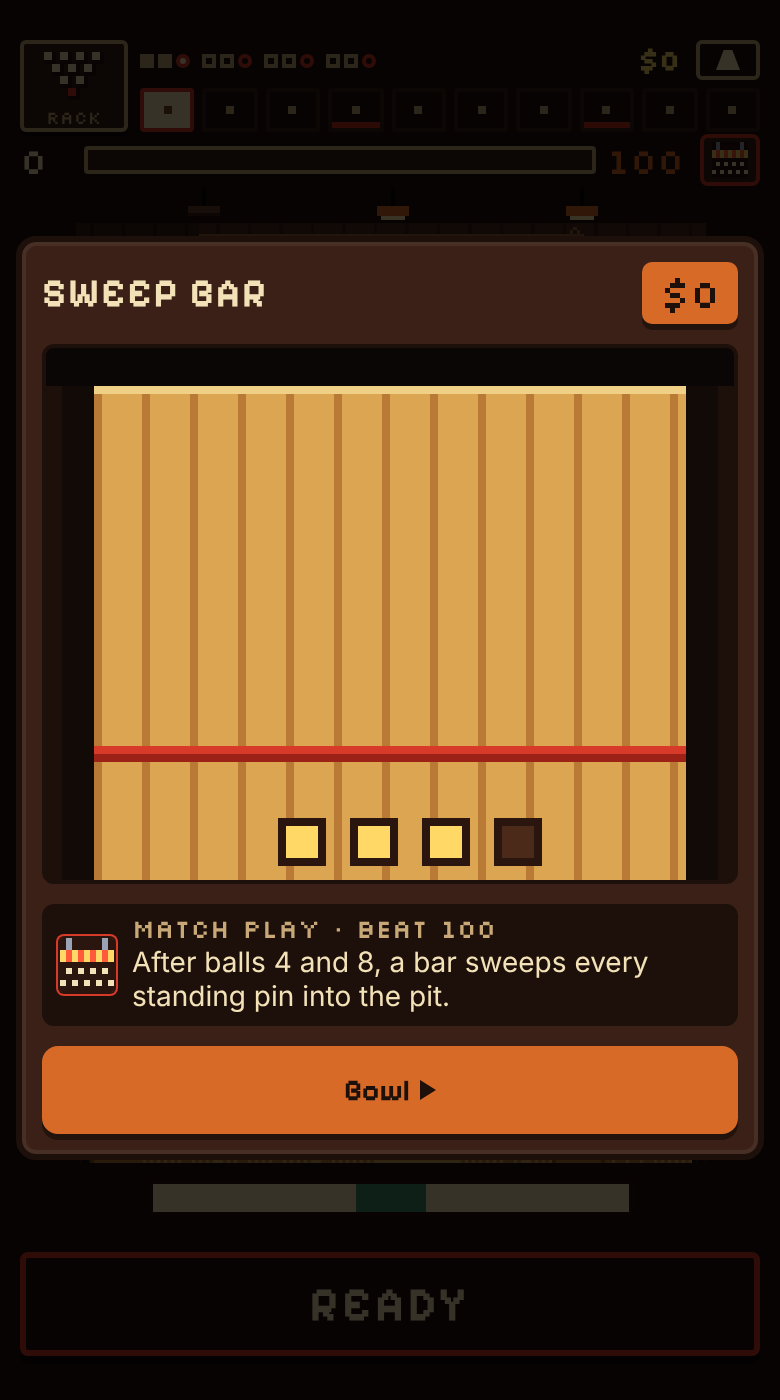 $0
RACK
0
100
SWEEP BAR
$0
MATCH PLAY · BEAT 100
After balls 4 and 8, a bar sweeps every
standing pin into the pit.
Bowl ▶
READY